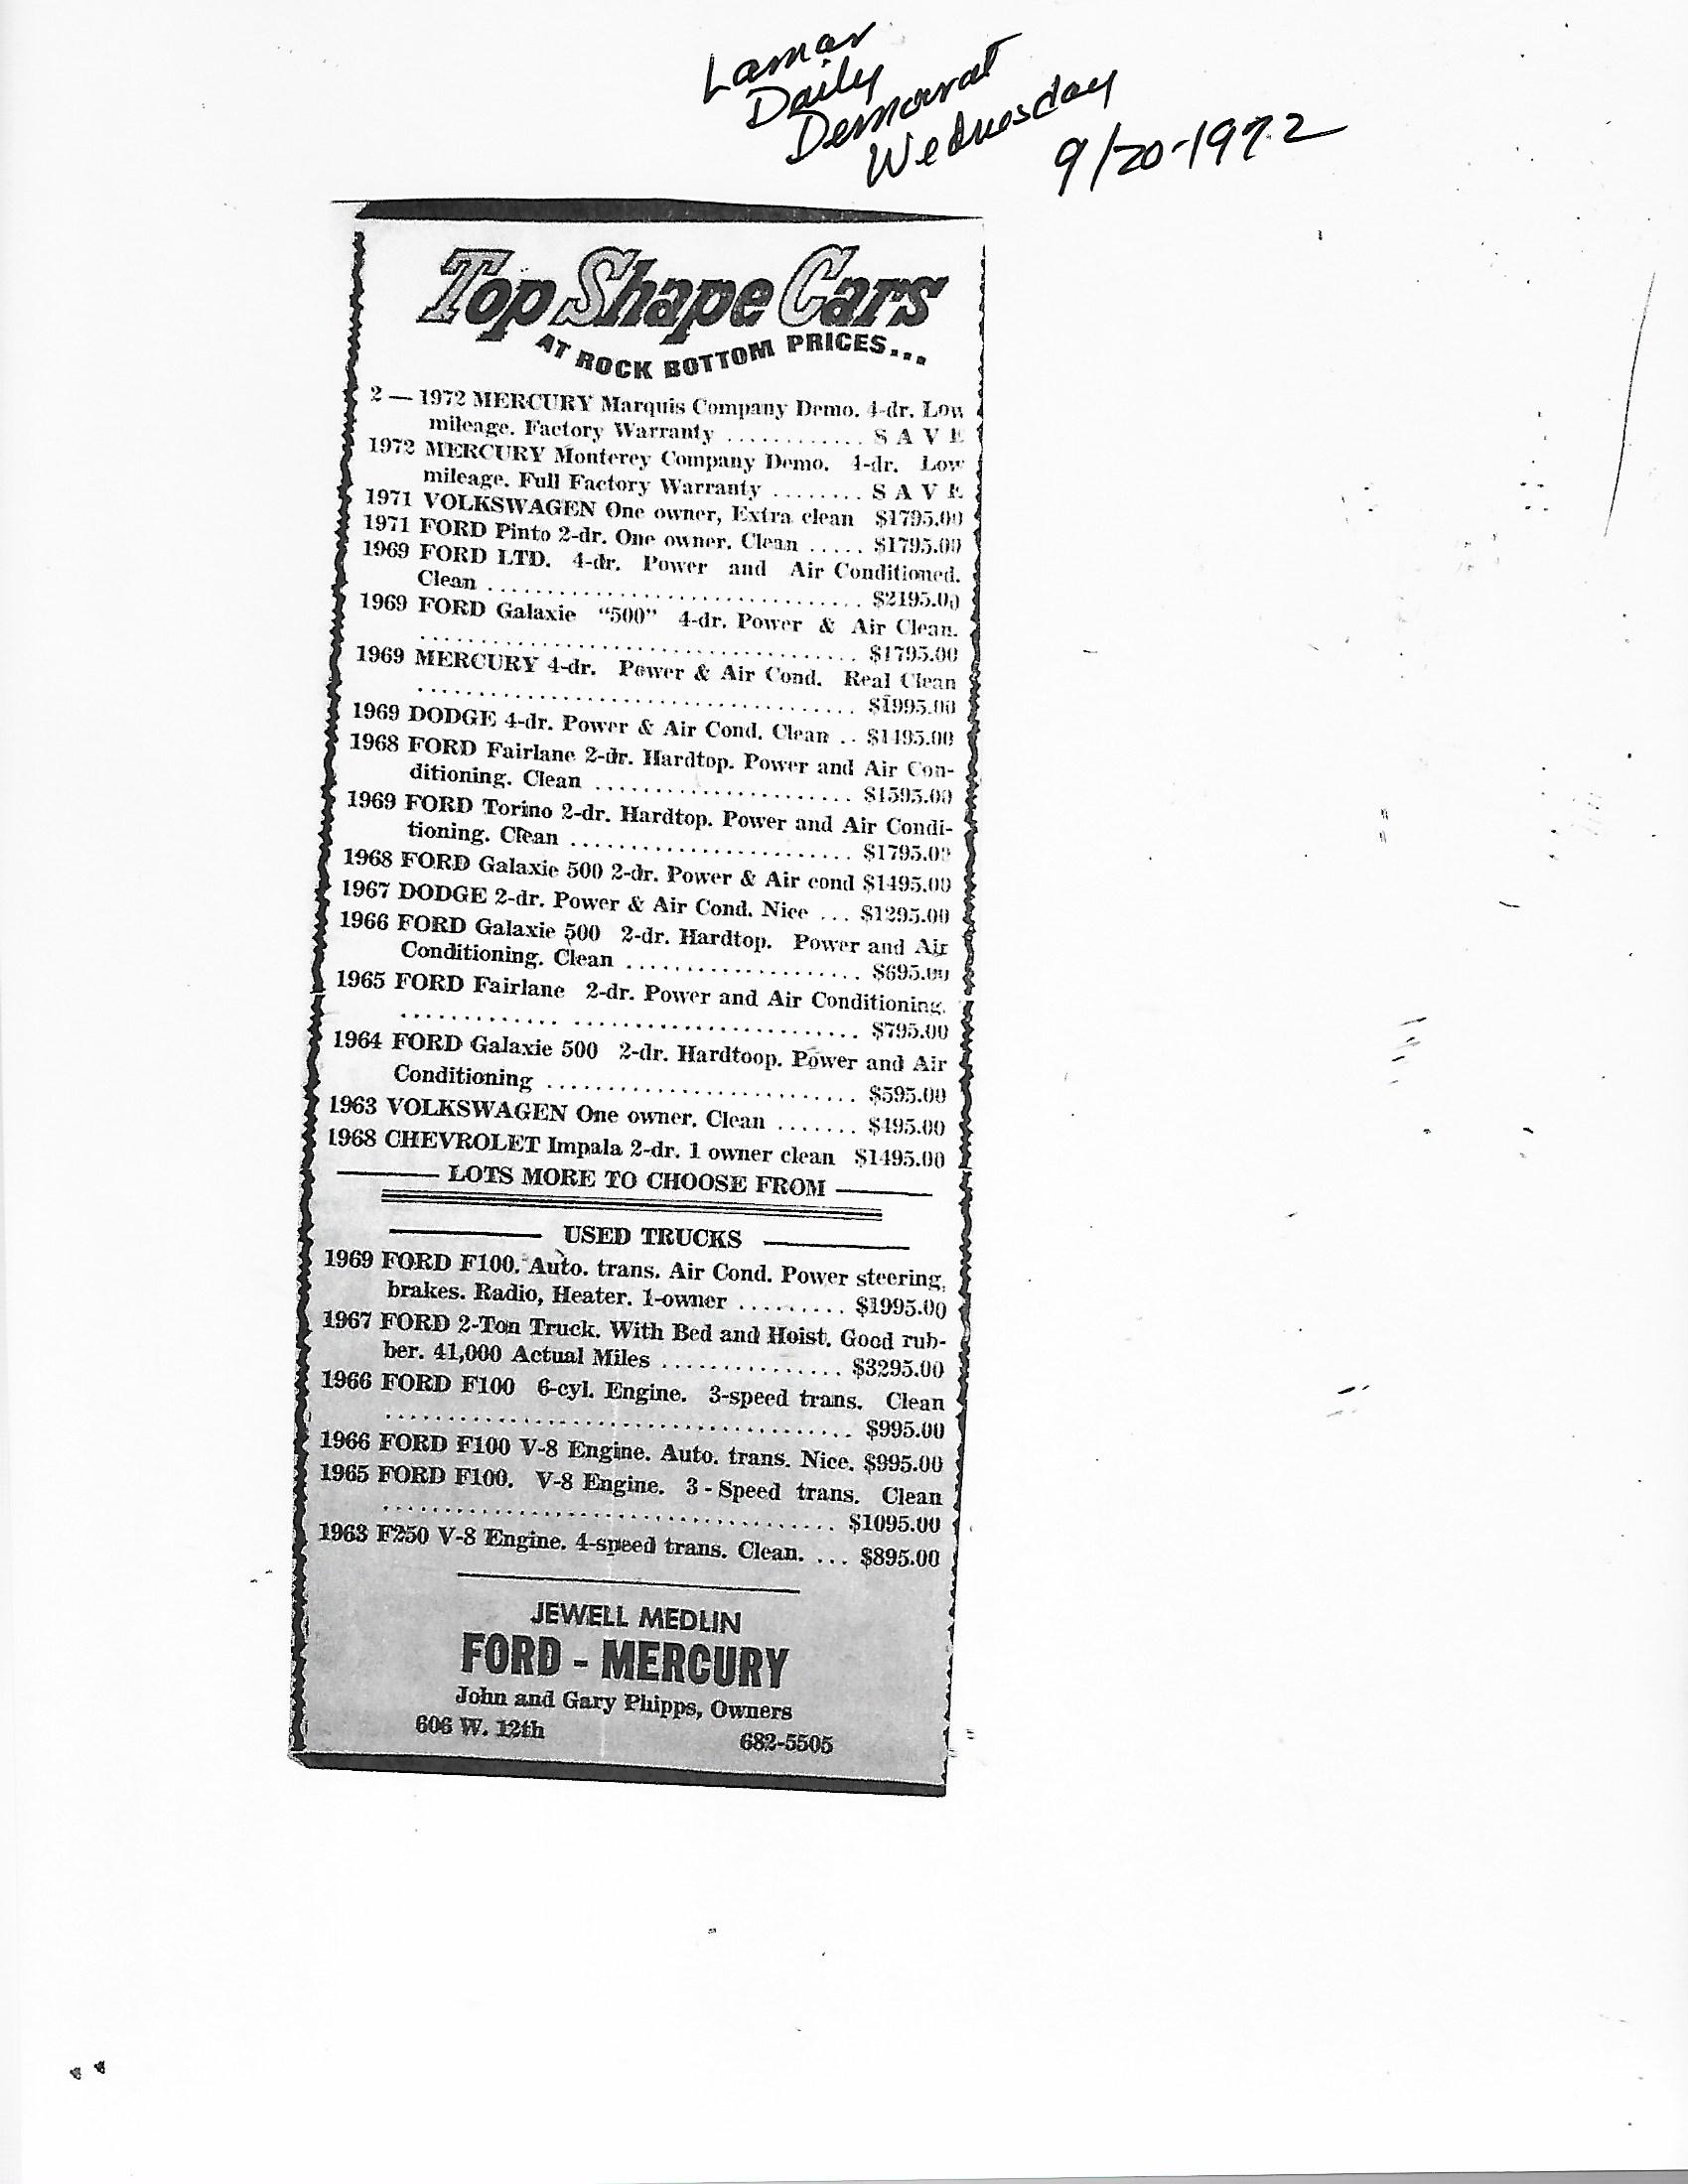 Lamar
Daily
Democrat
Wednesday
9/20-1972
Top Shape Cars
AT ROCK BOTTOM PRICES...
2 — 1972 MERCURY Marquis Company Demo. 4-dr. Low
mileage. Factory Warranty ............ S A V E
1972 MERCURY Monterey Company Demo. 4-dr. Low
mileage. Full Factory Warranty ........ S A V E
1971 VOLKSWAGEN One owner, Extra clean $1795.00
1971 FORD Pinto 2-dr. One owner. Clean ..... $1795.00
1969 FORD LTD. 4-dr. Power and Air Conditioned.
Clean ................................ $2195.00
1969 FORD Galaxie "500" 4-dr. Power & Air Clean.
..................................... $1795.00
1969 MERCURY 4-dr. Power & Air Cond. Real Clean
..................................... $1995.00
1969 DODGE 4-dr. Power & Air Cond. Clean .. $1495.00
1968 FORD Fairlane 2-dr. Hardtop. Power and Air Con-
ditioning. Clean ...................... $1595.00
1969 FORD Torino 2-dr. Hardtop. Power and Air Condi-
tioning. Clean ........................ $1795.00
1968 FORD Galaxie 500 2-dr. Power & Air cond $1495.00
1967 DODGE 2-dr. Power & Air Cond. Nice ... $1295.00
1966 FORD Galaxie 500 2-dr. Hardtop. Power and Air
Conditioning. Clean .................... $695.00
1965 FORD Fairlane 2-dr. Power and Air Conditioning.
............. ........................ $795.00
1964 FORD Galaxie 500 2-dr. Hardtoop. Power and Air
Conditioning .......................... $595.00
1963 VOLKSWAGEN One owner. Clean ....... $495.00
1968 CHEVROLET Impala 2-dr. 1 owner clean $1495.00
LOTS MORE TO CHOOSE FROM
USED TRUCKS
1969 FORD F100. Auto. trans. Air Cond. Power steering,
brakes. Radio, Heater. 1-owner ......... $1995.00
1967 FORD 2-Ton Truck. With Bed and Hoist. Good rub-
ber. 41,000 Actual Miles ............... $3295.00
1966 FORD F100 6-cyl. Engine. 3-speed trans. Clean
....................................... $995.00
1966 FORD F100 V-8 Engine. Auto. trans. Nice. $995.00
1965 FORD F100. V-8 Engine. 3 - Speed trans. Clean
...................................... $1095.00
1963 F250 V-8 Engine. 4-speed trans. Clean. ... $895.00
JEWELL MEDLIN
FORD - MERCURY
John and Gary Phipps, Owners
606 W. 12th 682-5505